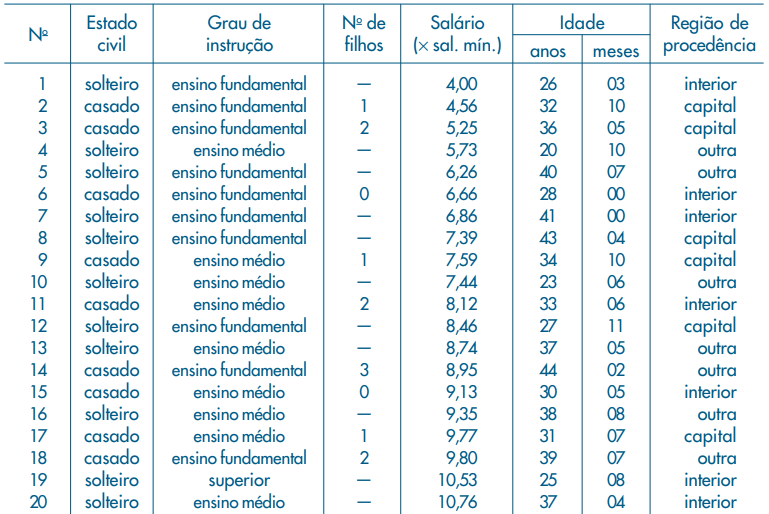 Nº Estado civil Grau de instrução Nº de filhos Salário (× sal. mín.) Idade anos meses Região de procedência
1 solteiro ensino fundamental — 4,00 26 03 interior
2 casado ensino fundamental 1 4,56 32 10 capital
3 casado ensino fundamental 2 5,25 36 05 capital
4 solteiro ensino médio — 5,73 20 10 outra
5 solteiro ensino fundamental — 6,26 40 07 outra
6 casado ensino fundamental 0 6,66 28 00 interior
7 solteiro ensino fundamental — 6,86 41 00 interior
8 solteiro ensino fundamental — 7,39 43 04 capital
9 casado ensino médio 1 7,59 34 10 capital
10 solteiro ensino médio — 7,44 23 06 outra
11 casado ensino médio 2 8,12 33 06 interior
12 solteiro ensino fundamental — 8,46 27 11 capital
13 solteiro ensino médio — 8,74 37 05 outra
14 casado ensino fundamental 3 8,95 44 02 outra
15 casado ensino médio 0 9,13 30 05 interior
16 solteiro ensino médio — 9,35 38 08 outra
17 casado ensino médio 1 9,77 31 07 capital
18 casado ensino fundamental 2 9,80 39 07 outra
19 solteiro superior — 10,53 25 08 interior
20 solteiro ensino médio — 10,76 37 04 interior